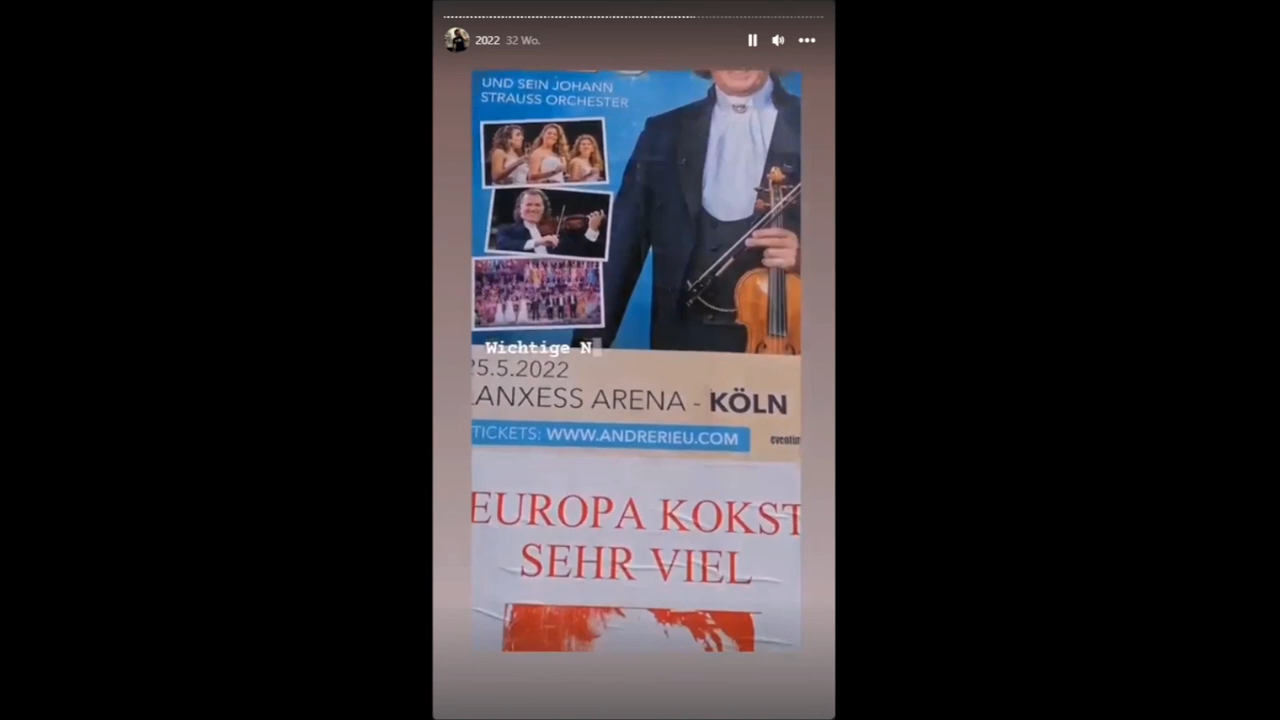 2022 32 Wo.
UND SEIN JOHANN
STRAUSS ORCHESTER
Wichtige N
25.5.2022
LANXESS ARENA - KÖLN
TICKETS: WWW.ANDRERIEU.COM
eventim
EUROPA KOKST
SEHR VIEL